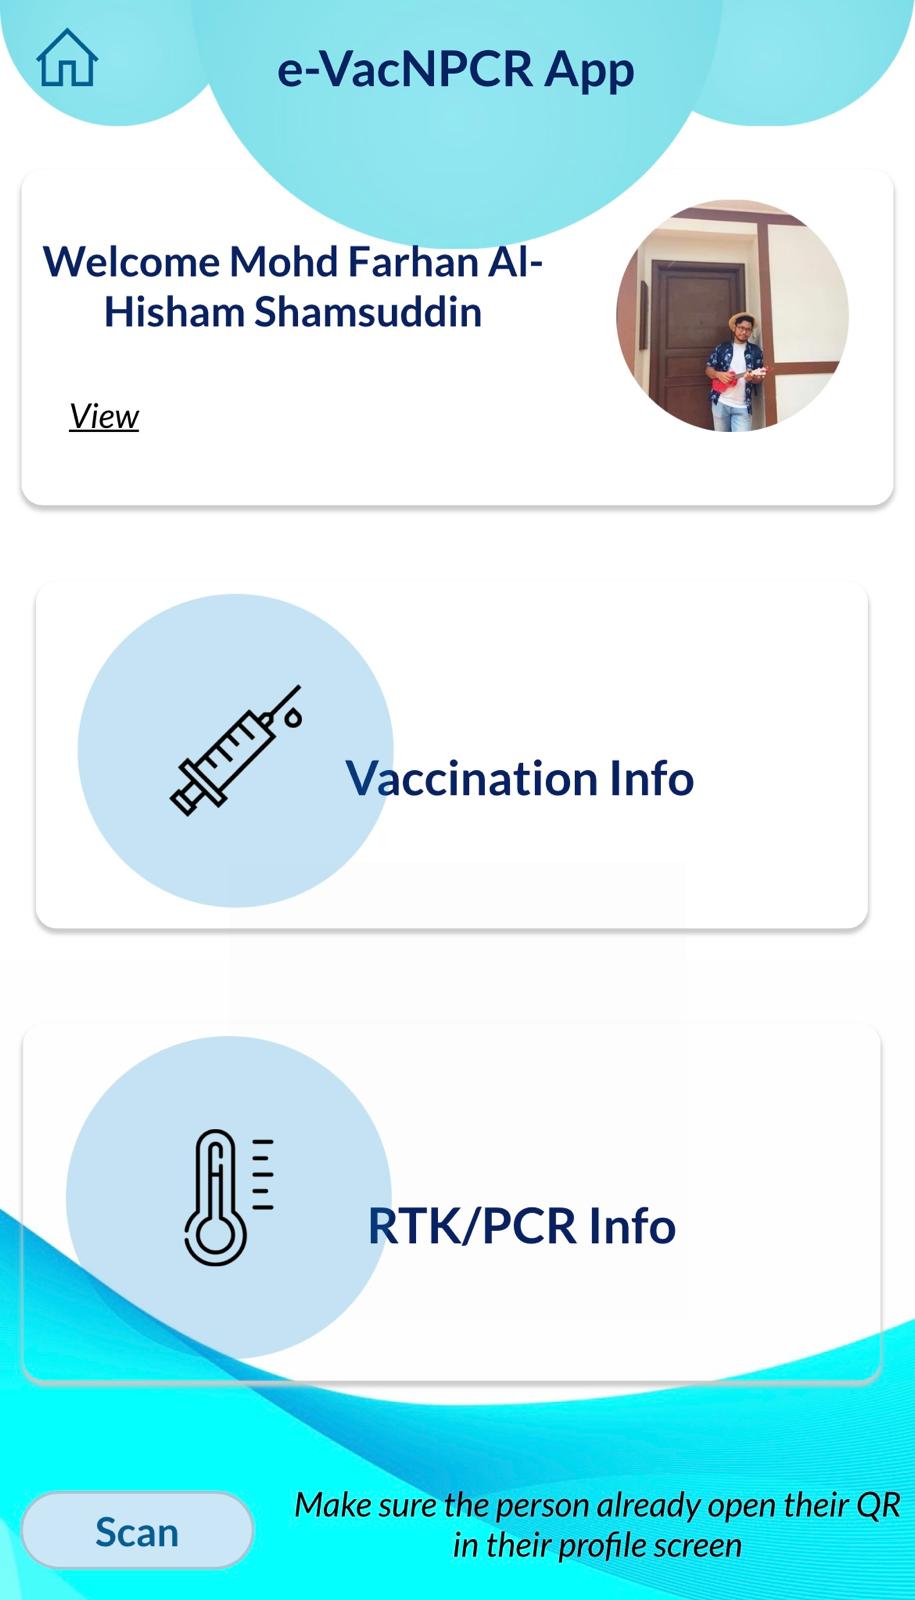 e-VacNPCR App
Welcome Mohd Farhan Al-
Hisham Shamsuddin
View
Vaccination Info
RTK/PCR Info
Scan
Make sure the person already open their QR
in their profile screen